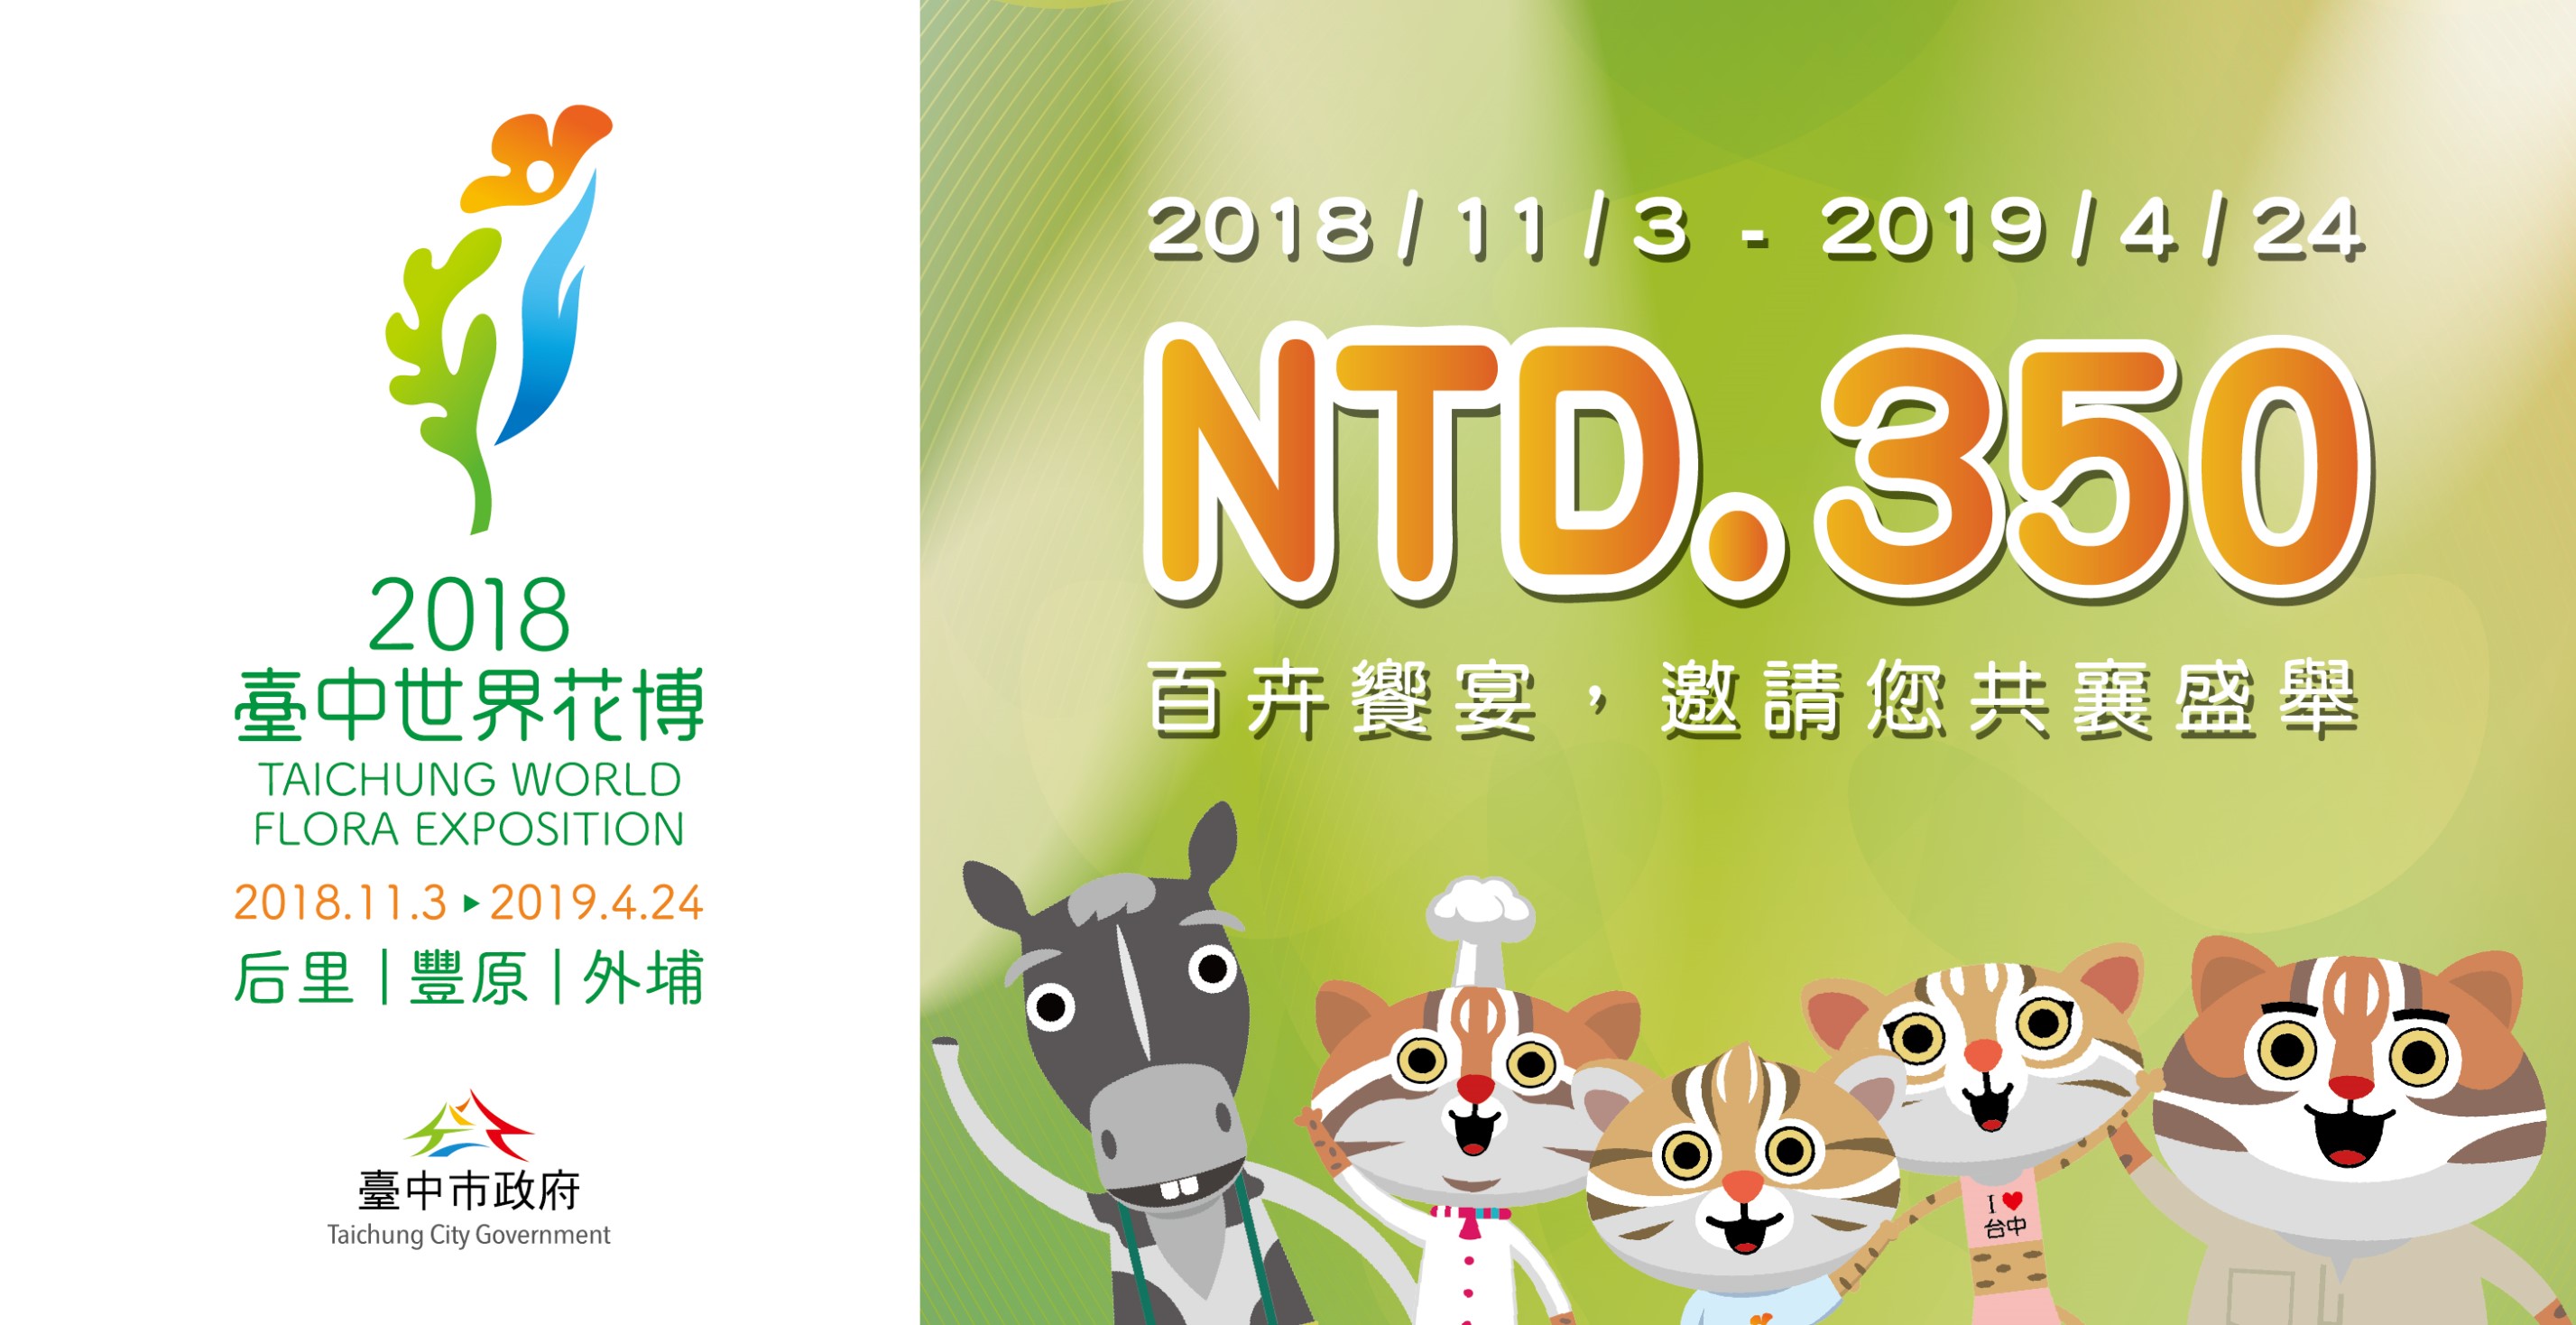 2018
臺中世界花博
TAICHUNG WORLD
FLORA EXPOSITION
2018.11.3 ▸ 2019.4.24
后里 | 豐原 | 外埔
臺中市政府
Taichung City Government
2018/11/3 - 2019/4/24
NTD.350
百卉饗宴，邀請您共襄盛舉
I ❤
台中